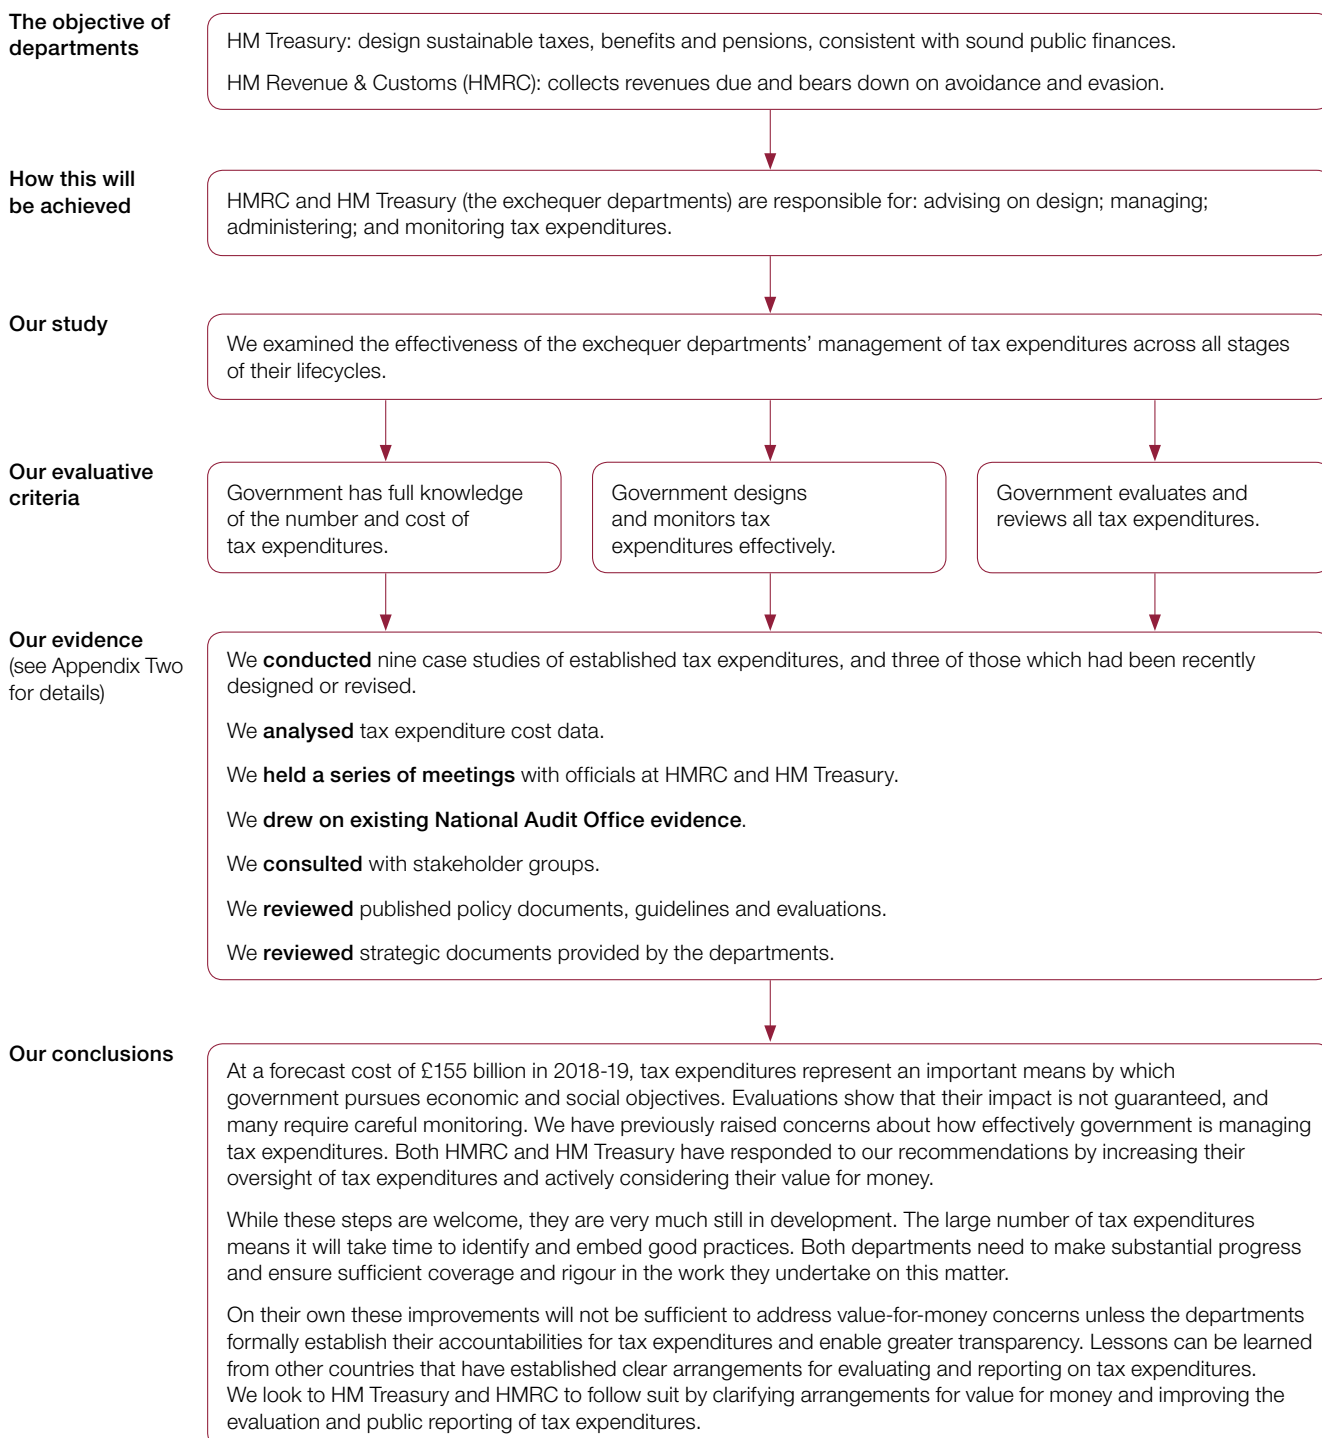 The objective of
departments
HM Treasury: design sustainable taxes, benefits and pensions, consistent with sound public finances.
HM Revenue & Customs (HMRC): collects revenues due and bears down on avoidance and evasion.
How this will
be achieved
HMRC and HM Treasury (the exchequer departments) are responsible for: advising on design; managing;
administering; and monitoring tax expenditures.
Our study
We examined the effectiveness of the exchequer departments' management of tax expenditures across all stages
of their lifecycles.
Our evaluative
criteria
Government has full knowledge
of the number and cost of
tax expenditures.
Government designs
and monitors tax
expenditures effectively.
Government evaluates and
reviews all tax expenditures.
Our evidence
(see Appendix Two
for details)
We conducted nine case studies of established tax expenditures, and three of those which had been recently
designed or revised.
We analysed tax expenditure cost data.
We held a series of meetings with officials at HMRC and HM Treasury.
We drew on existing National Audit Office evidence.
We consulted with stakeholder groups.
We reviewed published policy documents, guidelines and evaluations.
We reviewed strategic documents provided by the departments.
Our conclusions
At a forecast cost of £155 billion in 2018-19, tax expenditures represent an important means by which
government pursues economic and social objectives. Evaluations show that their impact is not guaranteed, and
many require careful monitoring. We have previously raised concerns about how effectively government is managing
tax expenditures. Both HMRC and HM Treasury have responded to our recommendations by increasing their
oversight of tax expenditures and actively considering their value for money.
While these steps are welcome, they are very much still in development. The large number of tax expenditures
means it will take time to identify and embed good practices. Both departments need to make substantial progress
and ensure sufficient coverage and rigour in the work they undertake on this matter.
On their own these improvements will not be sufficient to address value-for-money concerns unless the departments
formally establish their accountabilities for tax expenditures and enable greater transparency. Lessons can be learned
from other countries that have established clear arrangements for evaluating and reporting on tax expenditures.
We look to HM Treasury and HMRC to follow suit by clarifying arrangements for value for money and improving the
evaluation and public reporting of tax expenditures.